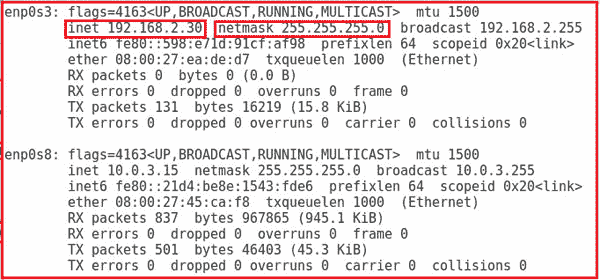 enp0s3: flags=4163<UP,BROADCAST,RUNNING,MULTICAST> mtu 1500
inet 192.168.2.30 netmask 255.255.255.0 broadcast 192.168.2.255
inet6 fe80::598:e71d:91cf:af98 prefixlen 64 scopeid 0x20<link>
ether 08:00:27:ea:de:d7 txqueuelen 1000 (Ethernet)
RX packets 0 bytes 0 (0.0 B)
RX errors 0 dropped 0 overruns 0 frame 0
TX packets 131 bytes 16219 (15.8 KiB)
TX errors 0 dropped 0 overruns 0 carrier 0 collisions 0
enp0s8: flags=4163<UP,BROADCAST,RUNNING,MULTICAST> mtu 1500
inet 10.0.3.15 netmask 255.255.255.0 broadcast 10.0.3.255
inet6 fe80::21d4:be8e:1543:fde6 prefixlen 64 scopeid 0x20<link>
ether 08:00:27:45:ca:f8 txqueuelen 1000 (Ethernet)
RX packets 837 bytes 967865 (945.1 KiB)
RX errors 0 dropped 0 overruns 0 frame 0
TX packets 501 bytes 46403 (45.3 KiB)
TX errors 0 dropped 0 overruns 0 carrier 0 collisions 0